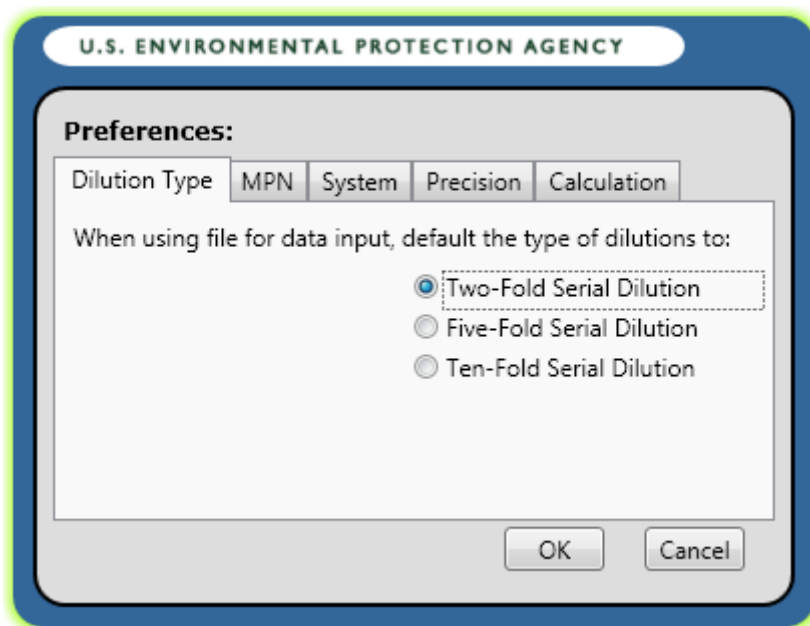 U.S. ENVIRONMENTAL PROTECTION AGENCY
Preferences:
Dilution Type MPN System Precision Calculation
When using file for data input, default the type of dilutions to:
Two-Fold Serial Dilution
Five-Fold Serial Dilution
Ten-Fold Serial Dilution
OK Cancel